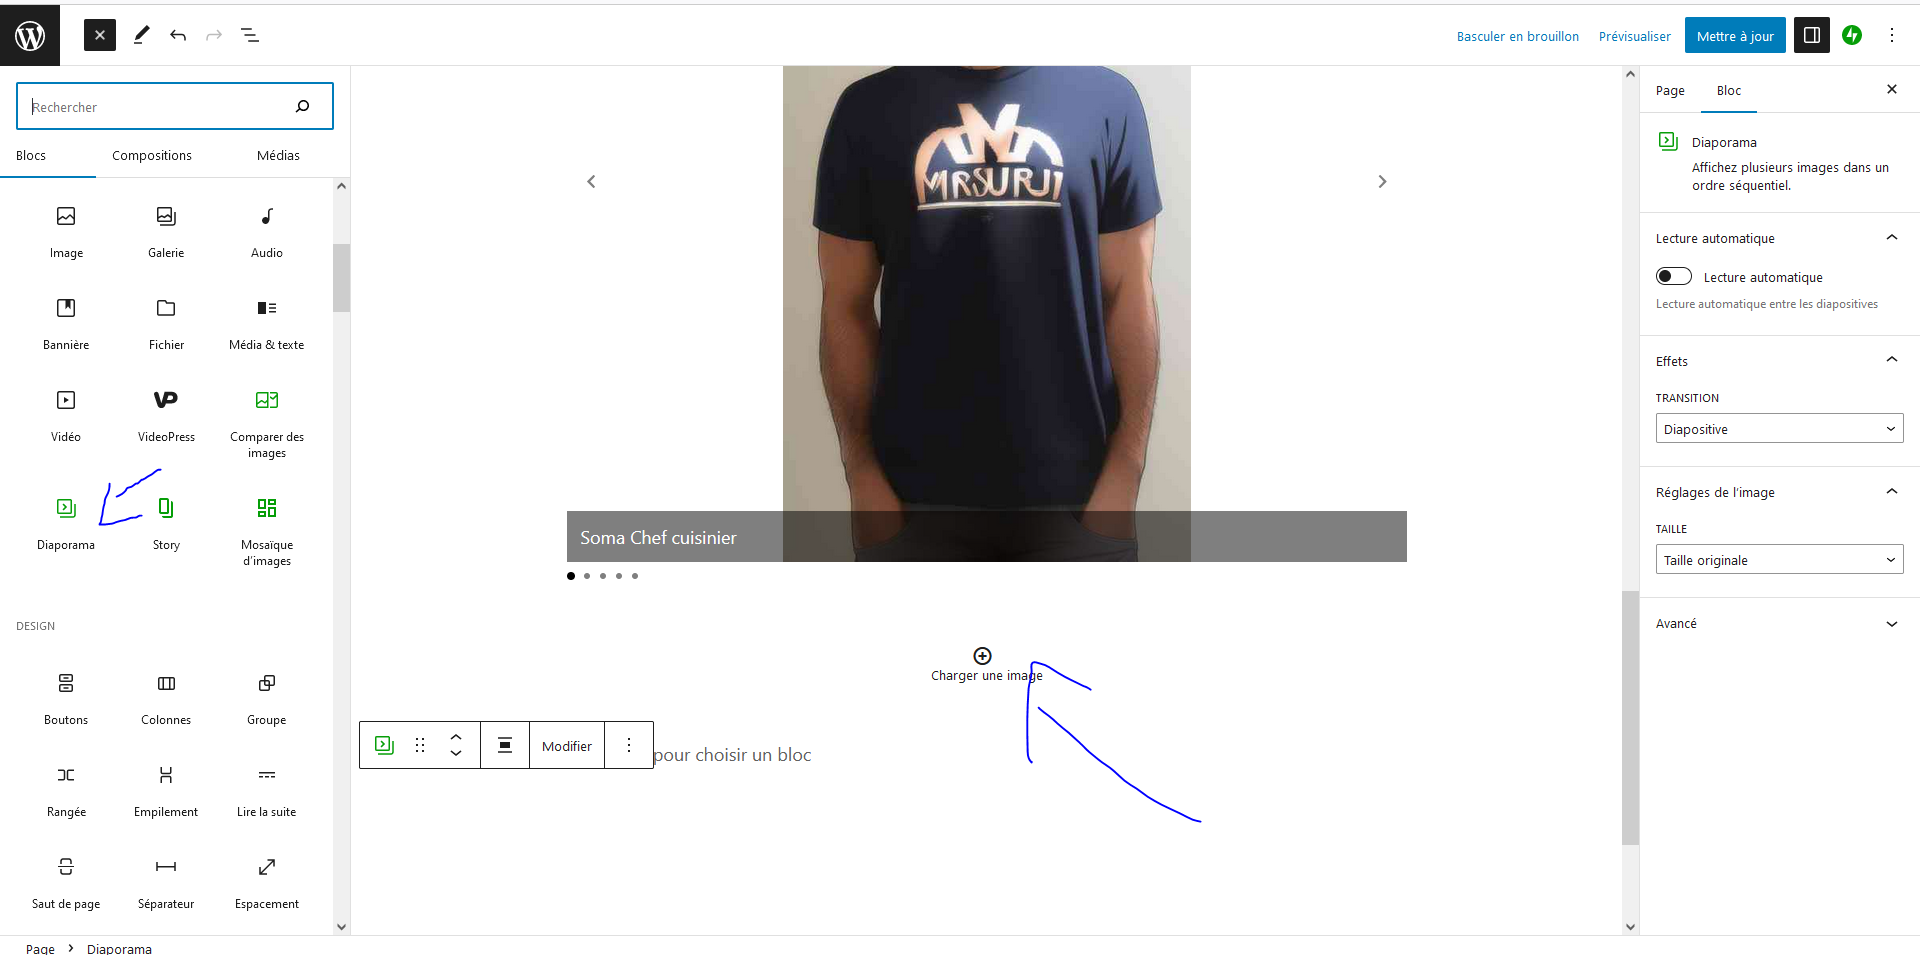 Basculer en brouillon
Prévisualiser
Mettre à jour
Rechercher
Blocs
Compositions
Médias
Image
Galerie
Audio
Bannière
Fichier
Média & texte
Vidéo
VideoPress
Comparer des
images
Diaporama
Story
Mosaïque
d'images
DESIGN
Boutons
Colonnes
Groupe
Rangée
Empilement
Lire la suite
Saut de page
Séparateur
Espacement
MRSURJI
Soma Chef cuisinier
Charger une image
Modifier
pour choisir un bloc
Page
Bloc
Diaporama
Affichez plusieurs images dans un
ordre séquentiel.
Lecture automatique
Lecture automatique
Lecture automatique entre les diapositives
Effets
TRANSITION
Diapositive
Réglages de l'image
TAILLE
Taille originale
Avancé
Page > Diaporama